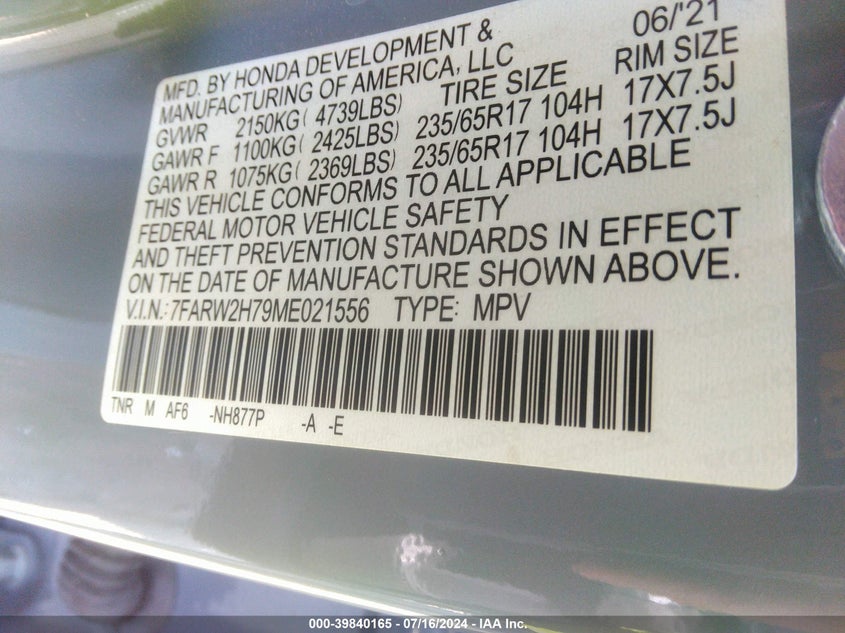 06/'21
MFD. BY HONDA DEVELOPMENT &
MANUFACTURING OF AMERICA, LLC
TIRE SIZE RIM SIZE
GVWR 2150KG( 4739LBS)
GAWR F 1100KG( 2425LBS) 235/65R17 104H 17X7.5J
GAWR R 1075KG( 2369LBS) 235/65R17 104H 17X7.5J
THIS VEHICLE CONFORMS TO ALL APPLICABLE
FEDERAL MOTOR VEHICLE SAFETY
AND THEFT PREVENTION STANDARDS IN EFFECT
ON THE DATE OF MANUFACTURE SHOWN ABOVE.
V.I.N.:7FARW2H79ME021556 TYPE: MPV
TNR M AF6 -NH877P -A -E
000-39840165 - 07/16/2024 - IAA Inc.